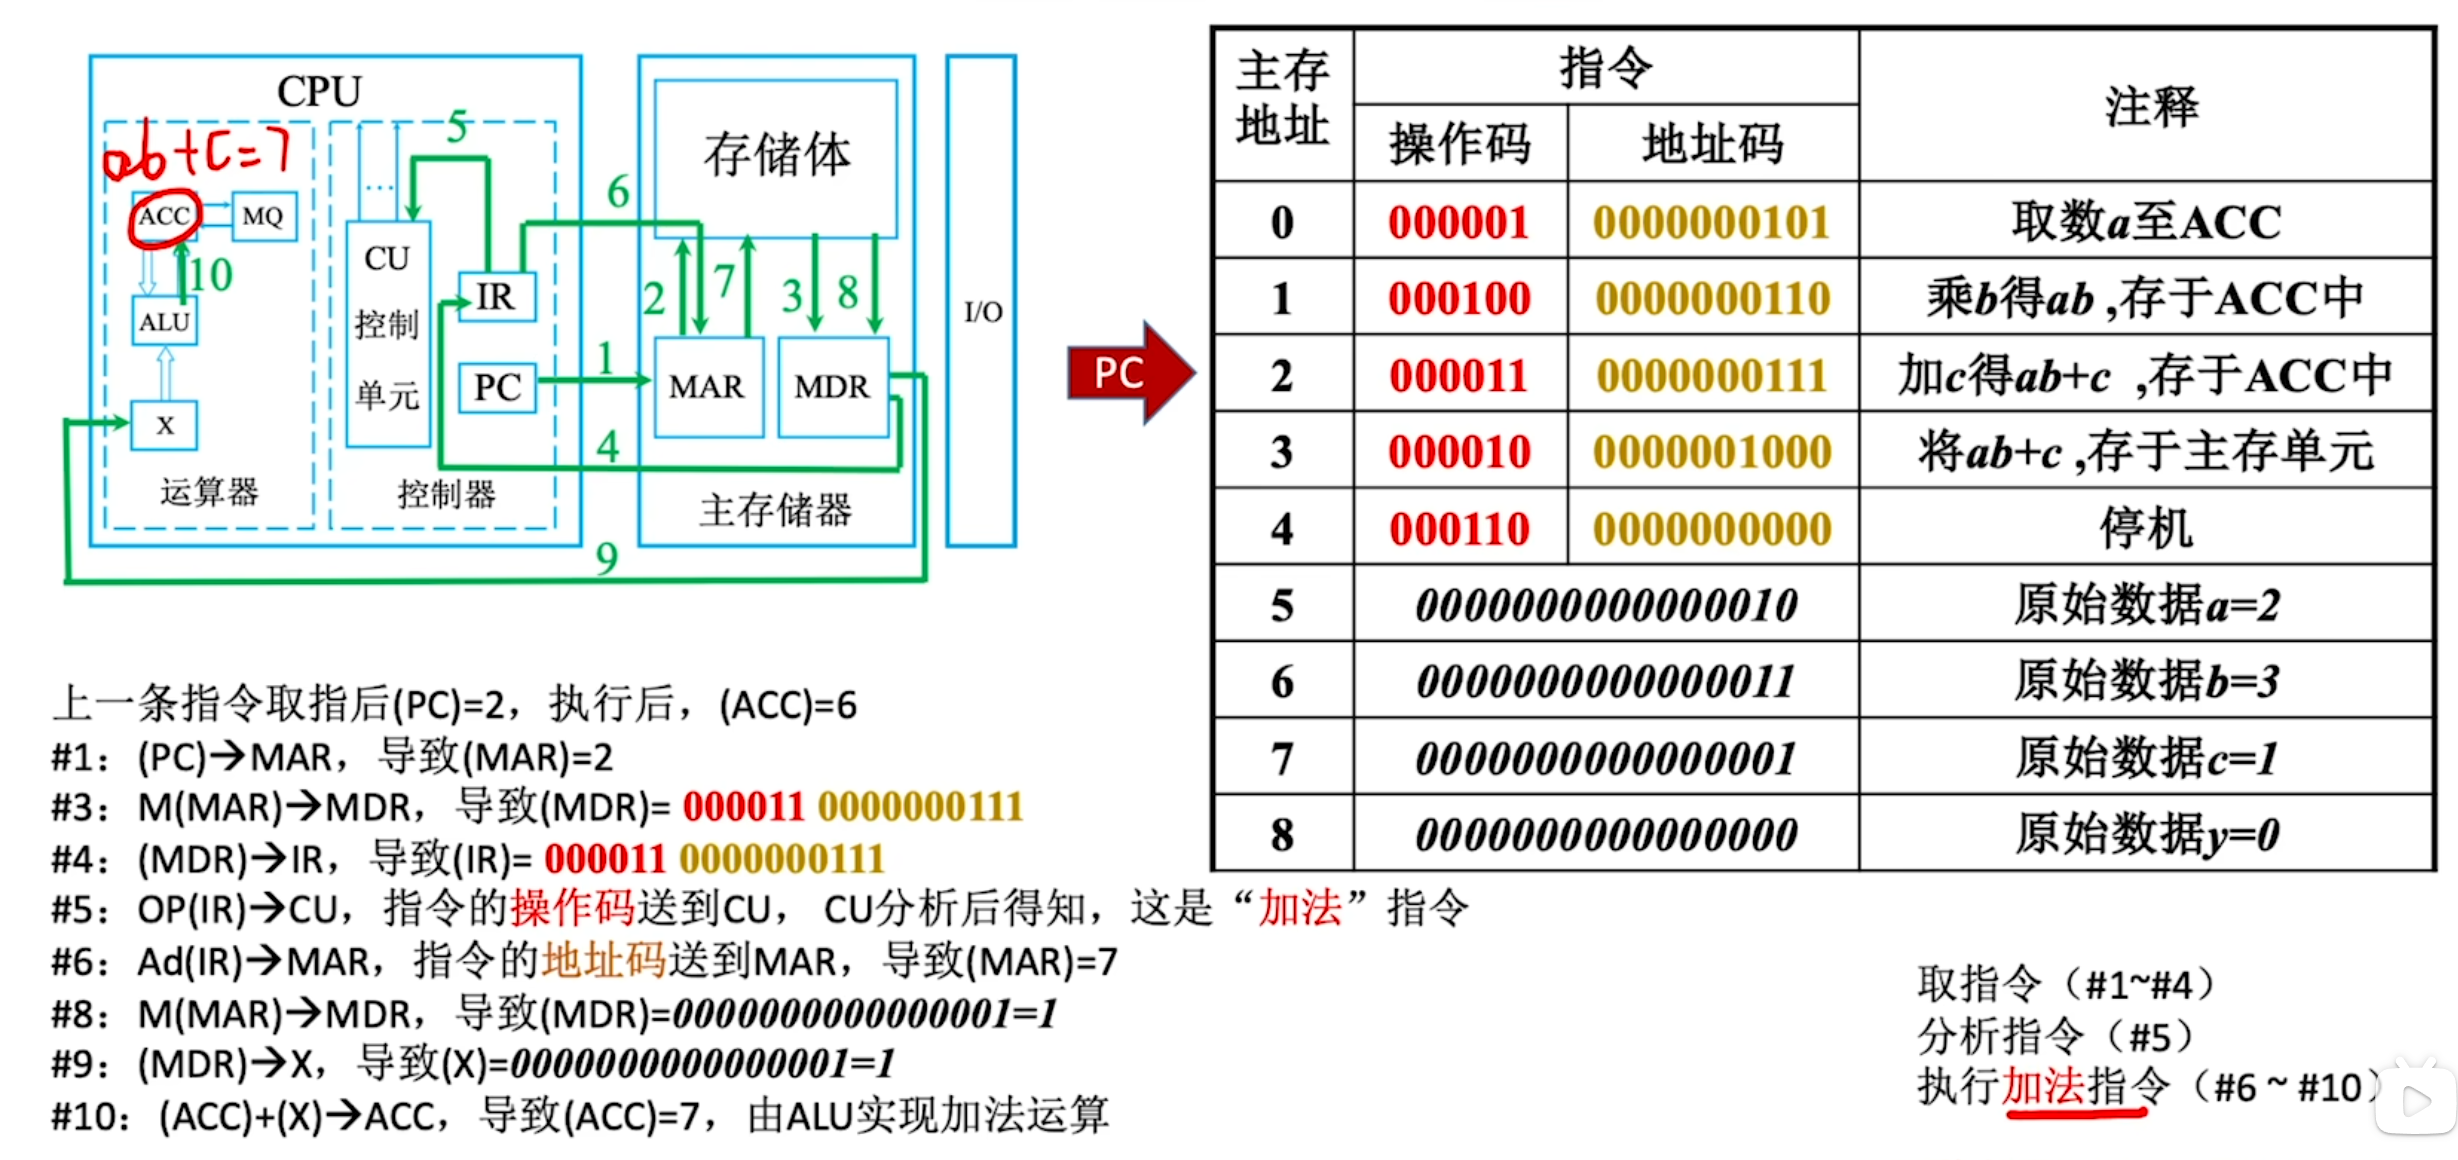 CPU
ab+c=7
ACC
MQ
10
ALU
X
运算器
5
...
CU
控制
单元
IR
PC
控制器
6
1
4
9
存储体
2
7
3
8
MAR
MDR
主存储器
I/O
PC
主存地址 指令 注释
操作码 地址码
0 000001 0000000101 取数a至ACC
1 000100 0000000110 乘b得ab ,存于ACC中
2 000011 0000000111 加c得ab+c ,存于ACC中
3 000010 0000001000 将ab+c ,存于主存单元
4 000110 0000000000 停机
5 0000000000000010 原始数据a=2
6 0000000000000011 原始数据b=3
7 0000000000000001 原始数据c=1
8 0000000000000000 原始数据y=0
上一条指令取指后(PC)=2，执行后，(ACC)=6
#1：(PC)→MAR，导致(MAR)=2
#3：M(MAR)→MDR，导致(MDR)= 000011 0000000111
#4：(MDR)→IR，导致(IR)= 000011 0000000111
#5：OP(IR)→CU，指令的操作码送到CU， CU分析后得知，这是“加法”指令
#6：Ad(IR)→MAR，指令的地址码送到MAR，导致(MAR)=7
#8：M(MAR)→MDR，导致(MDR)=0000000000000001=1
#9：(MDR)→X，导致(X)=0000000000000001=1
#10：(ACC)+(X)→ACC，导致(ACC)=7，由ALU实现加法运算
取指令（#1~#4）
分析指令（#5）
执行加法指令（#6 ~ #10）